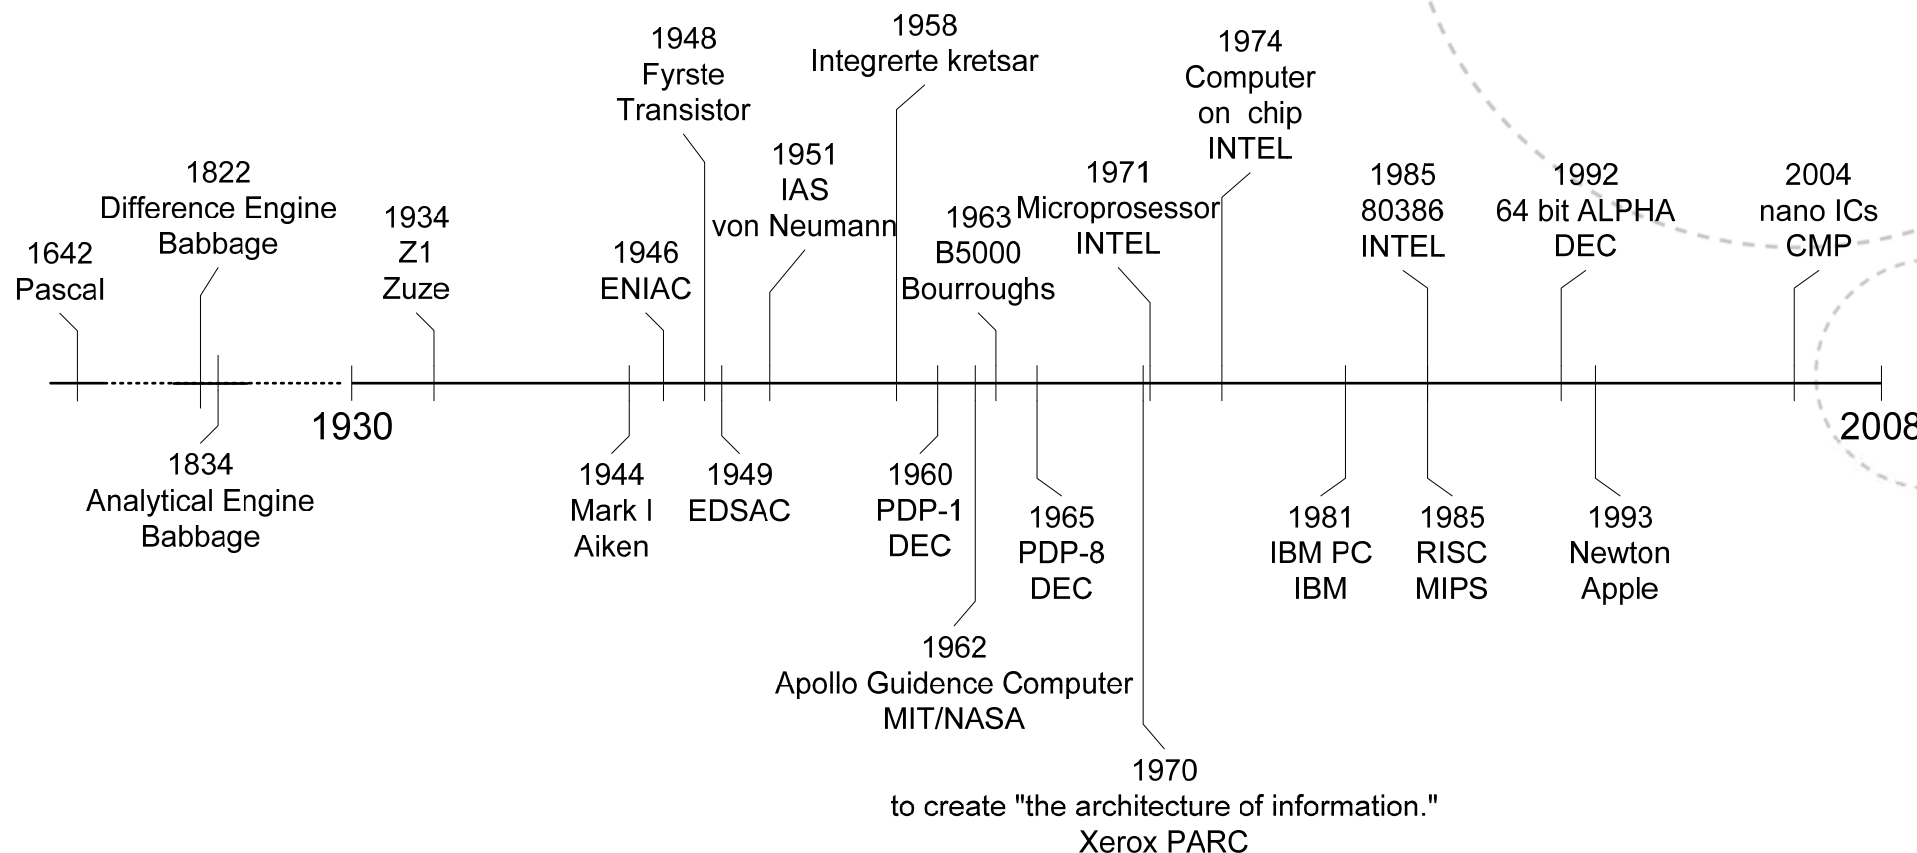 1642
Pascal
1822
Difference Engine
Babbage
1834
Analytical Engine
Babbage
1930
1934
Z1
Zuze
1944
Mark I
Aiken
1946
ENIAC
1948
Fyrste
Transistor
1949
EDSAC
1951
IAS
von Neumann
1958
Integrerte kretsar
1960
PDP-1
DEC
1962
Apollo Guidence Computer
MIT/NASA
1963
B5000
Bourroughs
1965
PDP-8
DEC
1970
to create "the architecture of information."
Xerox PARC
1971
Microprosessor
INTEL
1974
Computer
on chip
INTEL
1981
IBM PC
IBM
1985
80386
INTEL
1985
RISC
MIPS
1992
64 bit ALPHA
DEC
1993
Newton
Apple
2004
nano ICs
CMP
2008